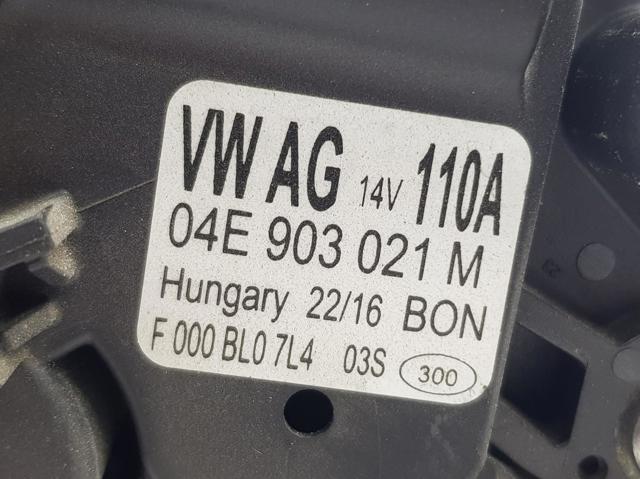 VW AG 14V 110A
04E 903 021 M
Hungary 22/16 BON
F 000 BL0 7L4 03S 300